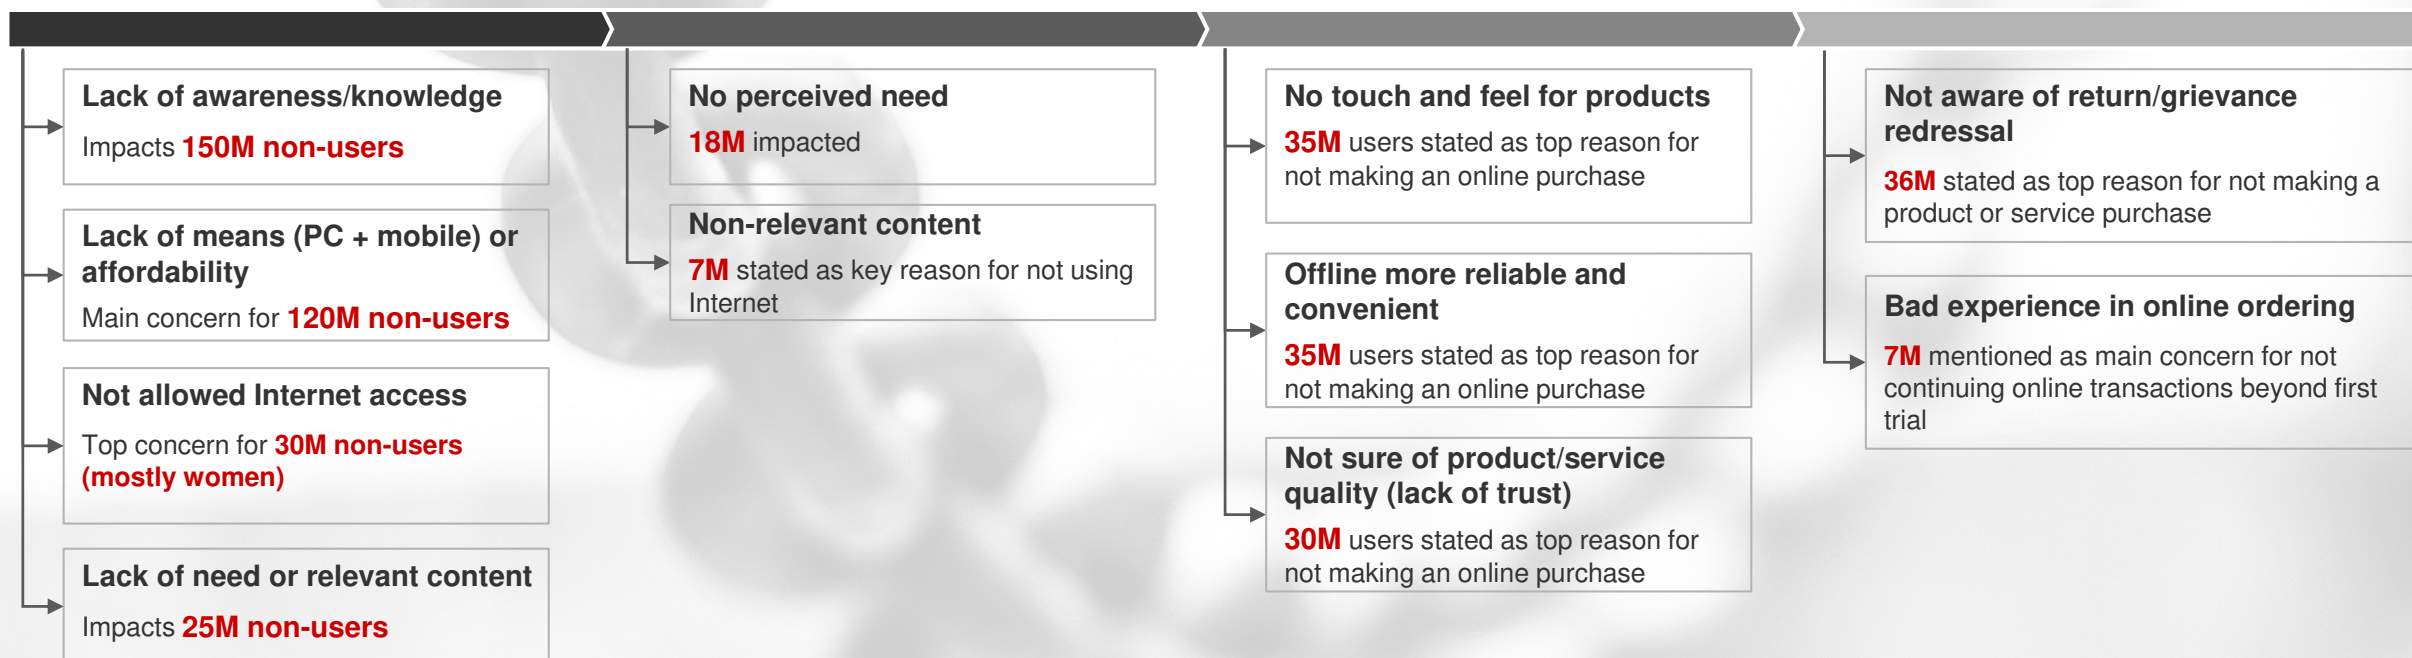 Lack of awareness/knowledge
Impacts 150M non-users
Lack of means (PC + mobile) or
affordability
Main concern for 120M non-users
Not allowed Internet access
Top concern for 30M non-users
(mostly women)
Lack of need or relevant content
Impacts 25M non-users
No perceived need
18M impacted
Non-relevant content
7M stated as key reason for not using
Internet
No touch and feel for products
35M users stated as top reason for
not making an online purchase
Offline more reliable and
convenient
35M users stated as top reason for
not making an online purchase
Not sure of product/service
quality (lack of trust)
30M users stated as top reason for
not making an online purchase
Not aware of return/grievance
redressal
36M stated as top reason for not making a
product or service purchase
Bad experience in online ordering
7M mentioned as main concern for not
continuing online transactions beyond first
trial